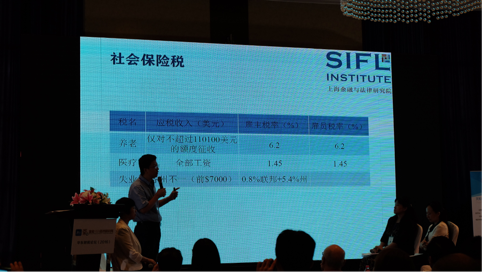 社会保险税
SIFL
INSTITUTE
上海金融与法律研究院
税名 应税收入（美元） 雇主税率（%） 雇员税率（%）
养老 仅对不超过110100美元
的额度征收 6.2 6.2
医疗 全部工资 1.45 1.45
失业 州不一（前$7000） 0.8%联邦+5.4%州